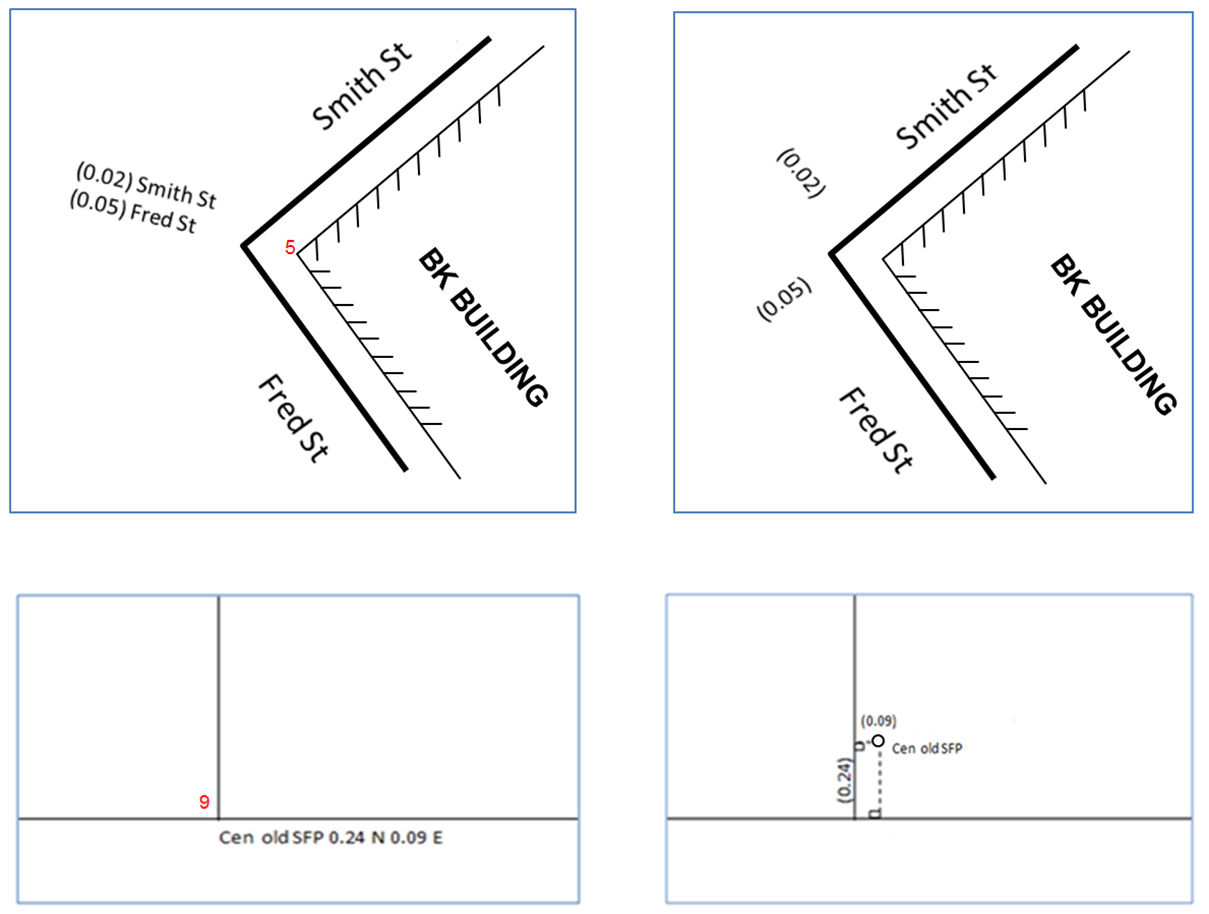 Smith St
(0.02) Smith St
(0.05) Fred St
5
BK BUILDING
Fred St
Smith St
(0.02)
(0.05)
BK BUILDING
Fred St
9
Cen old SFP 0.24 N 0.09 E
(0.09)
Cen old SFP
(0.24)